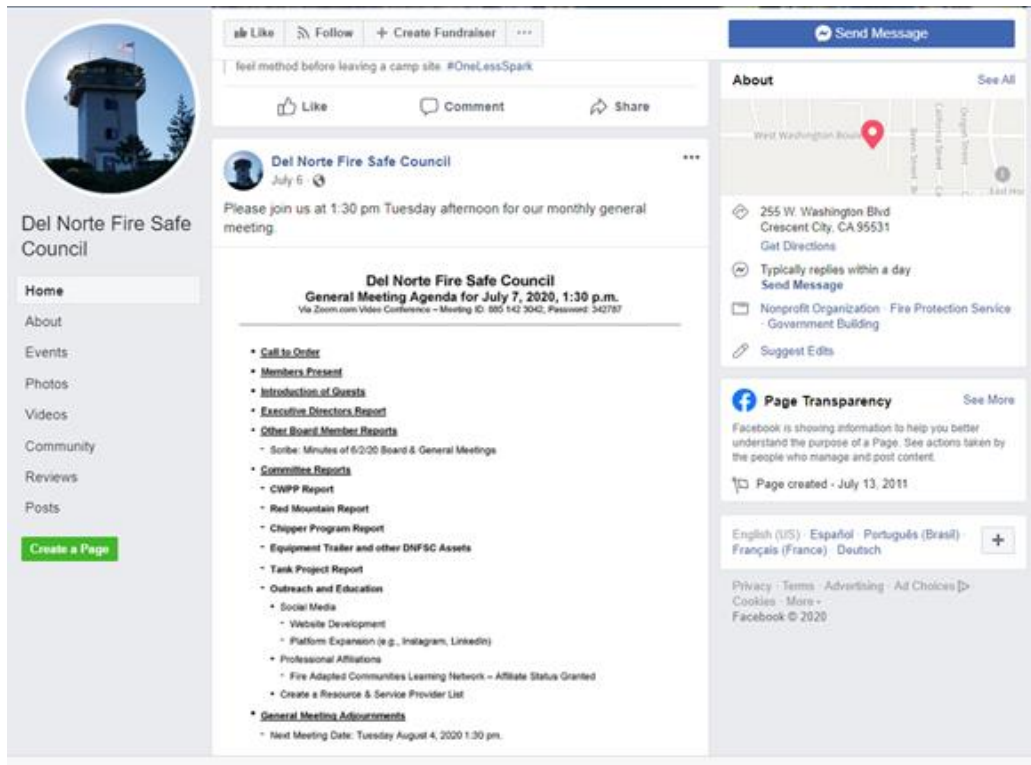 Like
Follow
+ Create Fundraiser
...
Send Message
feel method before leaving a camp site. #OneLessSpark
Like
Comment
Share
Del Norte Fire Safe Council
Home
About
Events
Photos
Videos
Community
Reviews
Posts
Create a Page
Del Norte Fire Safe Council
July 6 ·
Please join us at 1:30 pm Tuesday afternoon for our monthly general
meeting.
Del Norte Fire Safe Council
General Meeting Agenda for July 7, 2020, 1:30 p.m.
Via Zoom.com Video Conference – Meeting ID: 885 142 3042; Password: 342787
• Call to Order
• Members Present
• Introduction of Guests
• Executive Directors Report
• Other Board Member Reports
- Scribe: Minutes of 6/2/20 Board & General Meetings
• Committee Reports
- CWPP Report
- Red Mountain Report
- Chipper Program Report
- Equipment Trailer and other DNFSC Assets
- Tank Project Report
- Outreach and Education
• Social Media
- Website Development
- Platform Expansion (e.g., Instagram, LinkedIn)
• Professional Affiliations
- Fire Adapted Communities Learning Network – Affiliate Status Granted
• Create a Resource & Service Provider List
• General Meeting Adjournments
- Next Meeting Date: Tuesday August 4, 2020 1:30 pm.
About
See All
West Washington Boule
California Street
Oregon Street
255 W. Washington Blvd
Crescent City, CA 95531
Get Directions
Typically replies within a day
Send Message
Nonprofit Organization · Fire Protection Service
· Government Building
Suggest Edits
Page Transparency
See More
Facebook is showing information to help you better
understand the purpose of a Page. See actions taken by
the people who manage and post content.
Page created - July 13, 2011
English (US) · Español · Português (Brasil) ·
Français (France) · Deutsch
+
Privacy · Terms · Advertising · Ad Choices
Cookies · More
Facebook © 2020